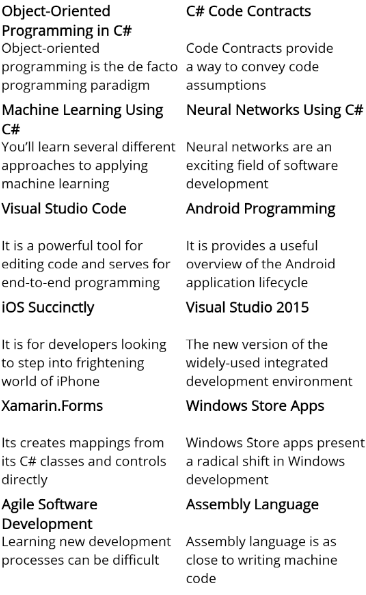 Object-Oriented
Programming in C#
Object-oriented
programming is the de facto
programming paradigm
C# Code Contracts
Code Contracts provide
a way to convey code
assumptions
Machine Learning Using
C#
You'll learn several different
approaches to applying
machine learning
Neural Networks Using C#
Neural networks are an
exciting field of software
development
Visual Studio Code
It is a powerful tool for
editing code and serves for
end-to-end programming
Android Programming
It is provides a useful
overview of the Android
application lifecycle
iOS Succinctly
It is for developers looking
to step into frightening
world of iPhone
Visual Studio 2015
The new version of the
widely-used integrated
development environment
Xamarin.Forms
Its creates mappings from
its C# classes and controls
directly
Windows Store Apps
Windows Store apps present
a radical shift in Windows
development
Agile Software
Development
Learning new development
processes can be difficult
Assembly Language
Assembly language is as
close to writing machine
code